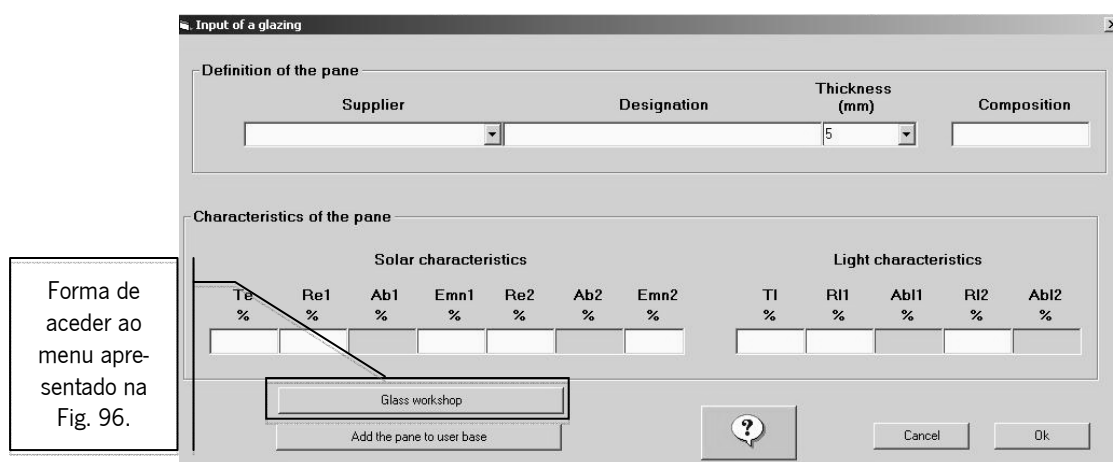 Input of a glazing
Definition of the pane
Supplier
Designation
Thickness
(mm)
Composition
5
Characteristics of the pane
Solar characteristics
Light characteristics
Te Re1 Ab1 Emn1 Re2 Ab2 Emn2 Tl Rl1 Abl1 Rl2 Abl2
% % % % % % % % % % % %
Forma de
aceder ao
menu apre-
sentado na
Fig. 96.
Glass workshop
Add the pane to user base
?
Cancel
Ok